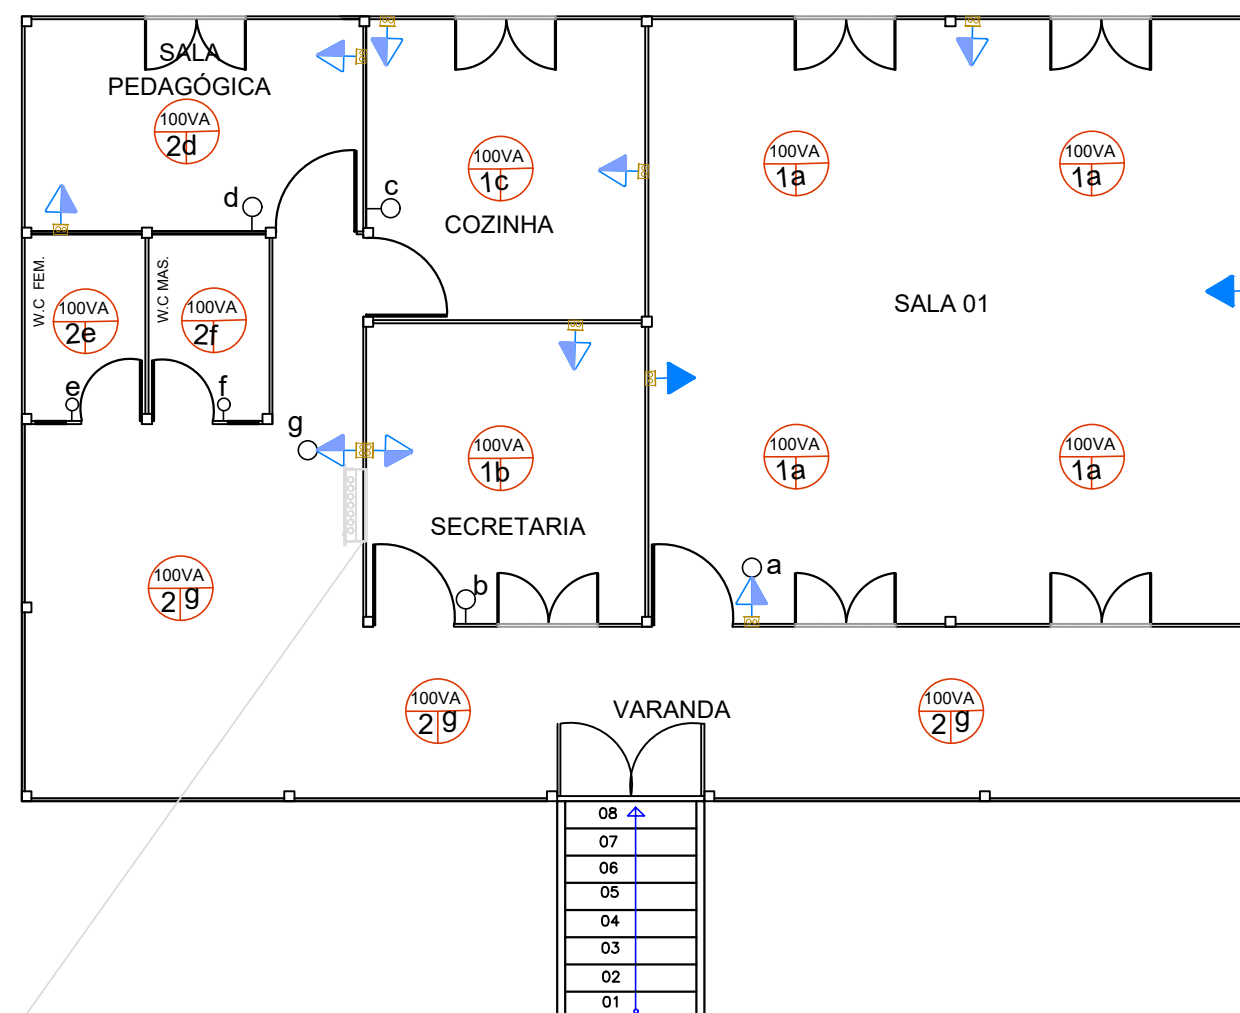 SALA
PEDAGÓGICA
100VA
2d
d
c
100VA
1c
COZINHA
100VA
1a
100VA
1a
W.C FEM.
100VA
2e
e
W.C MAS.
100VA
2f
f
SALA 01
g
100VA
1b
SECRETARIA
b
100VA
1a
100VA
1a
a
100VA
2 g
100VA
2 g
VARANDA
100VA
2 g
08
07
06
05
04
03
02
01